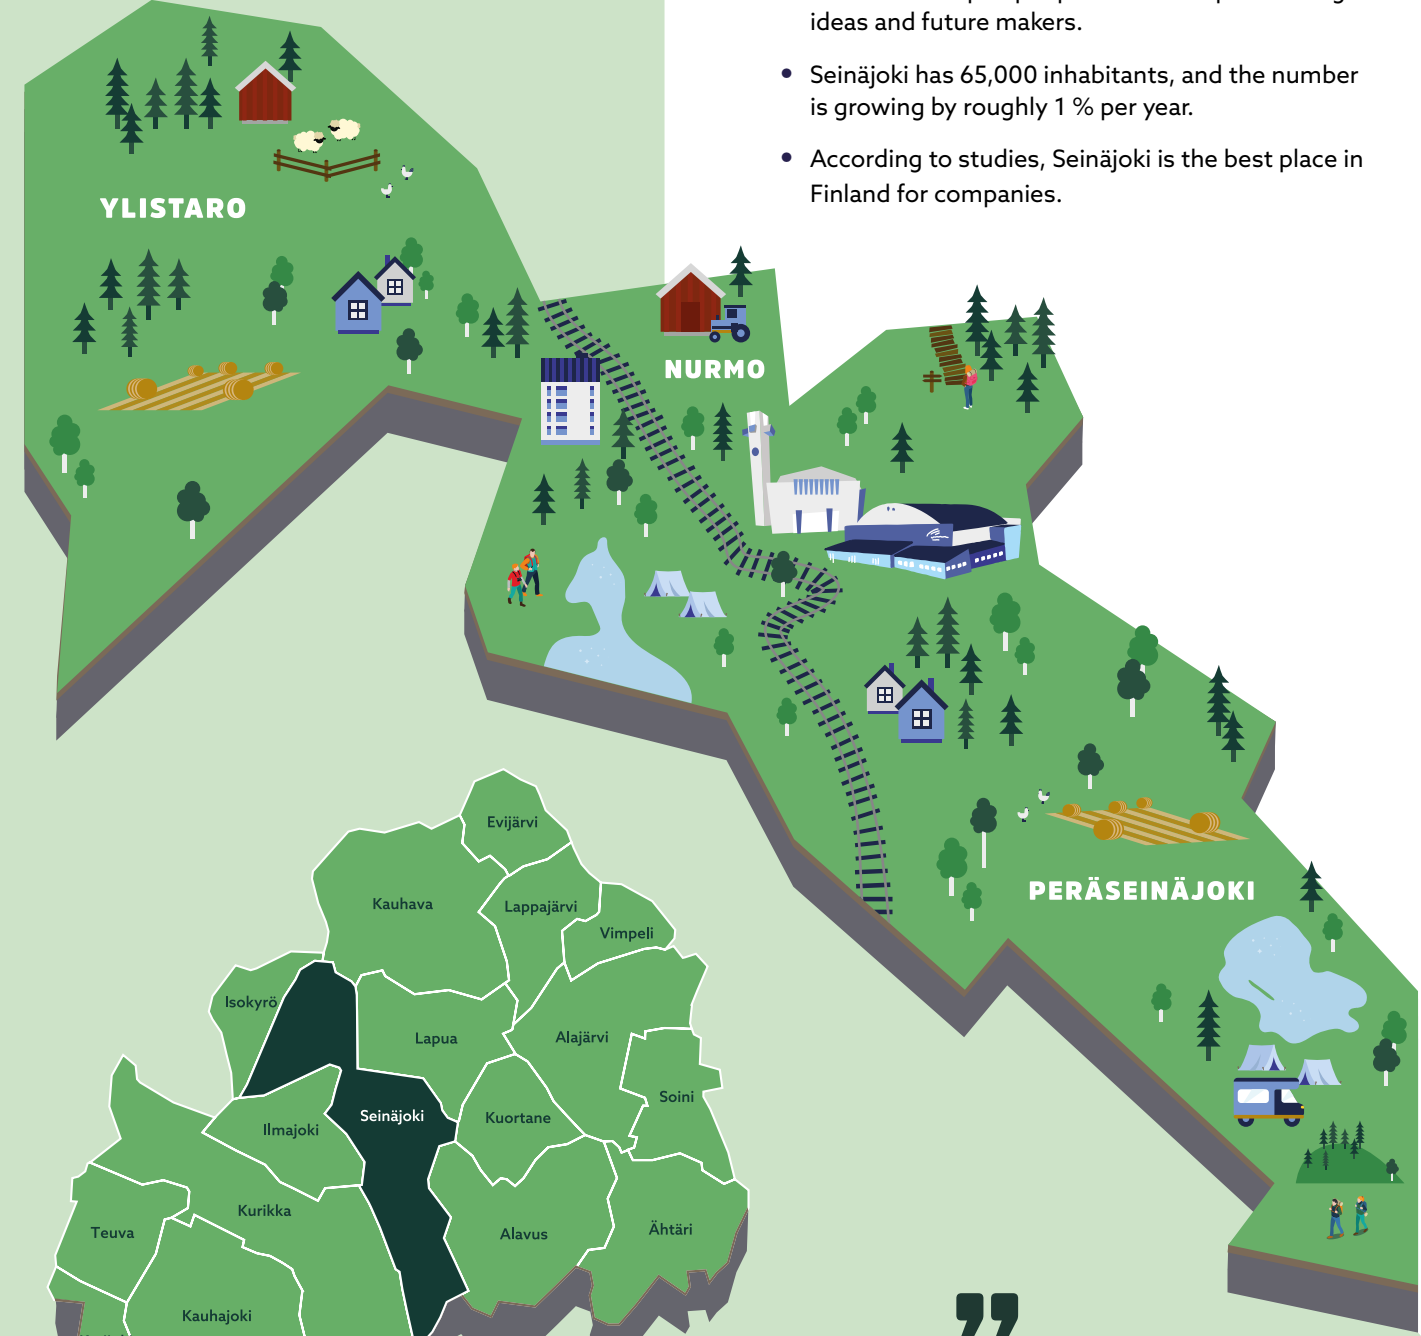 ideas and future makers.
• Seinäjoki has 65,000 inhabitants, and the number
is growing by roughly 1 % per year.
• According to studies, Seinäjoki is the best place in
Finland for companies.
YLISTARO
NURMO
PERÄSEINÄJOKI
Evijärvi
Kauhava
Lappajärvi
Vimpeli
Isokyrö
Lapua
Alajärvi
Soini
Seinäjoki
Kuortane
Ilmajoki
Kurikka
Teuva
Alavus
Ähtäri
Kauhajoki
”